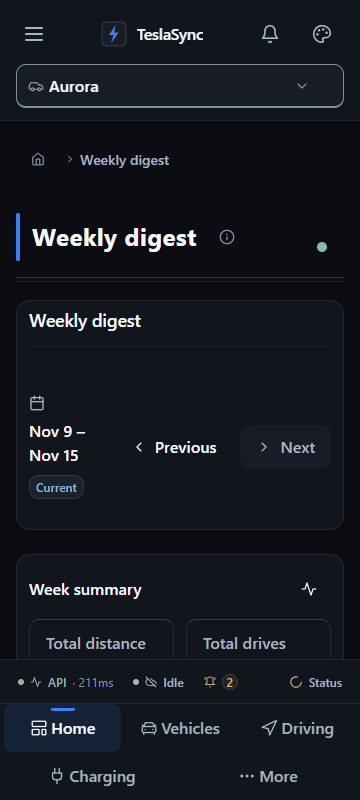 TeslaSync
Aurora
Weekly digest
Weekly digest
Weekly digest
Nov 9 –
Nov 15
Previous
Next
Current
Week summary
Total distance
Total drives
API · 211ms
Idle
2
Status
Home
Vehicles
Driving
Charging
More